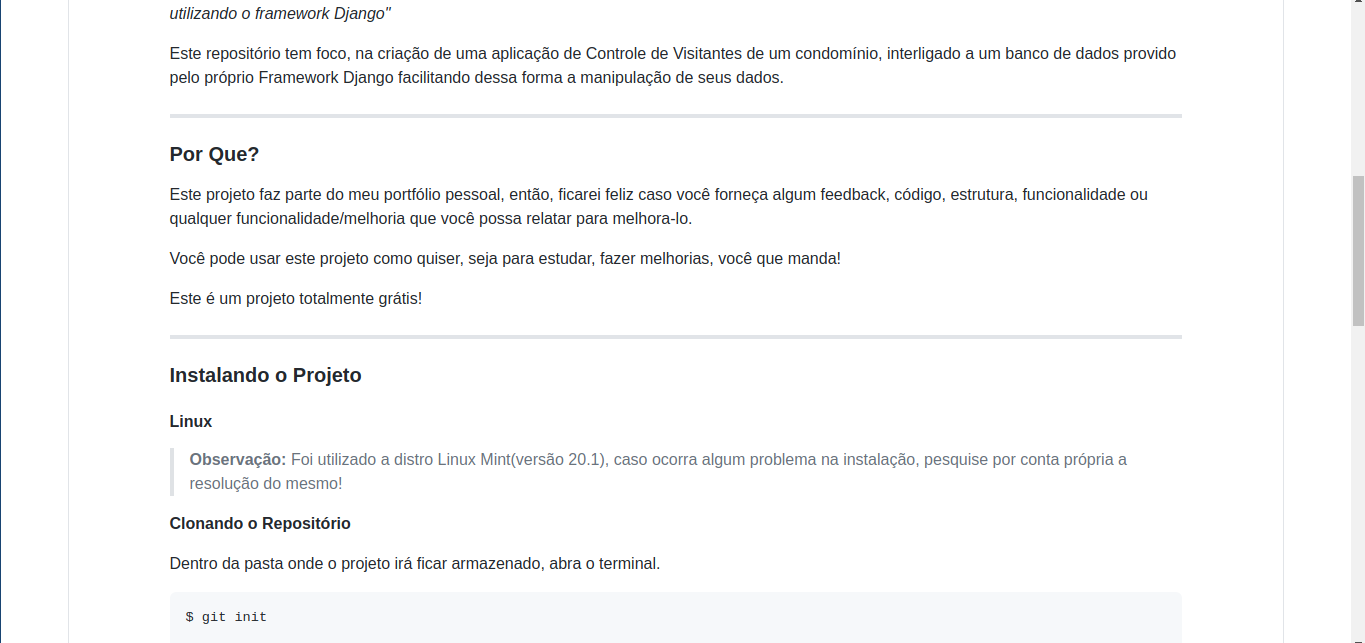 utilizando o framework Django"
Este repositório tem foco, na criação de uma aplicação de Controle de Visitantes de um condomínio, interligado a um banco de dados provido
pelo próprio Framework Django facilitando dessa forma a manipulação de seus dados.
Por Que?
Este projeto faz parte do meu portfólio pessoal, então, ficarei feliz caso você forneça algum feedback, código, estrutura, funcionalidade ou
qualquer funcionalidade/melhoria que você possa relatar para melhora-lo.
Você pode usar este projeto como quiser, seja para estudar, fazer melhorias, você que manda!
Este é um projeto totalmente grátis!
Instalando o Projeto
Linux
Observação: Foi utilizado a distro Linux Mint(versão 20.1), caso ocorra algum problema na instalação, pesquise por conta própria a
resolução do mesmo!
Clonando o Repositório
Dentro da pasta onde o projeto irá ficar armazenado, abra o terminal.
$ git init